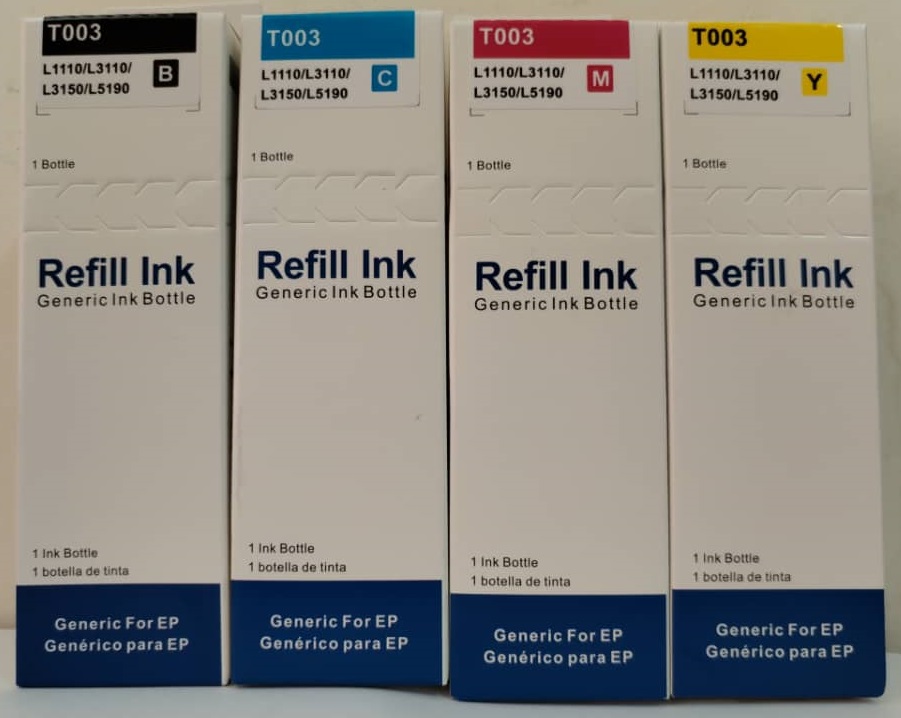 T003
L1110/L3110/
L3150/L5190
B
1 Bottle
Refill Ink
Generic Ink Bottle
1 Ink Bottle
1 botella de tinta
Generic For EP
Genérico para EP
T003
L1110/L3110/
L3150/L5190
C
1 Bottle
Refill Ink
Generic Ink Bottle
1 Ink Bottle
1 botella de tinta
Generic For EP
Genérico para EP
T003
L1110/L3110/
L3150/L5190
M
1 Bottle
Refill Ink
Generic Ink Bottle
1 Ink Bottle
1 botella de tinta
Generic For EP
Genérico para EP
T003
L1110/L3110/
L3150/L5190
Y
1 Bottle
Refill Ink
Generic Ink Bottle
1 Ink Bottle
1 botella de tinta
Generic For EP
Genérico para EP